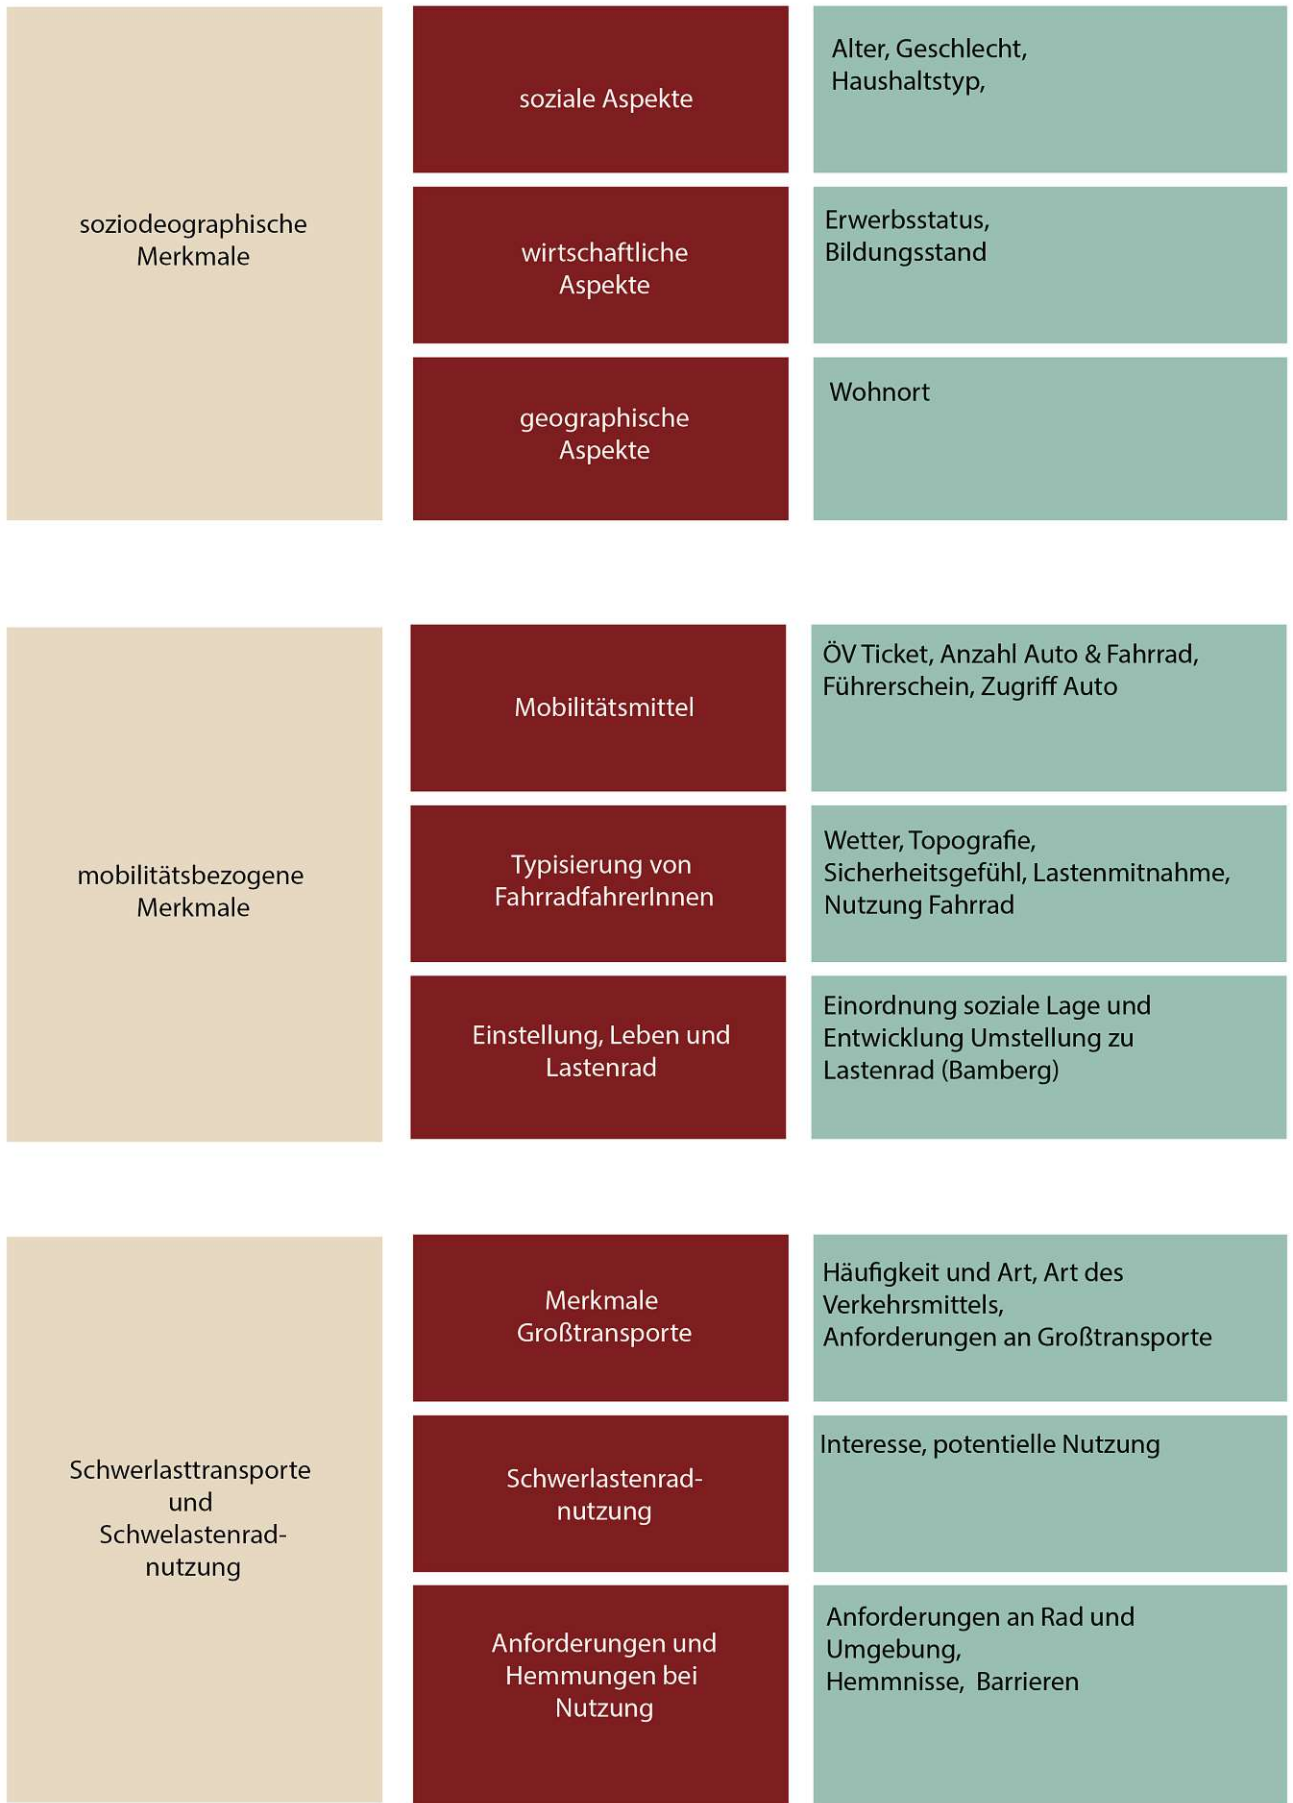 soziodeographische
Merkmale
soziale Aspekte
Alter, Geschlecht,
Haushaltstyp,
wirtschaftliche
Aspekte
Erwerbsstatus,
Bildungsstand
geographische
Aspekte
Wohnort
mobilitätsbezogene
Merkmale
Mobilitätsmittel
ÖV Ticket, Anzahl Auto & Fahrrad,
Führerschein, Zugriff Auto
Typisierung von
FahrradfahrerInnen
Wetter, Topografie,
Sicherheitsgefühl, Lastenmitnahme,
Nutzung Fahrrad
Einstellung, Leben und
Lastenrad
Einordnung soziale Lage und
Entwicklung Umstellung zu
Lastenrad (Bamberg)
Schwerlasttransporte
und
Schwelastenrad-
nutzung
Merkmale
Großtransporte
Häufigkeit und Art, Art des
Verkehrsmittels,
Anforderungen an Großtransporte
Schwerlastenrad-
nutzung
Interesse, potentielle Nutzung
Anforderungen und
Hemmungen bei
Nutzung
Anforderungen an Rad und
Umgebung,
Hemmnisse, Barrieren